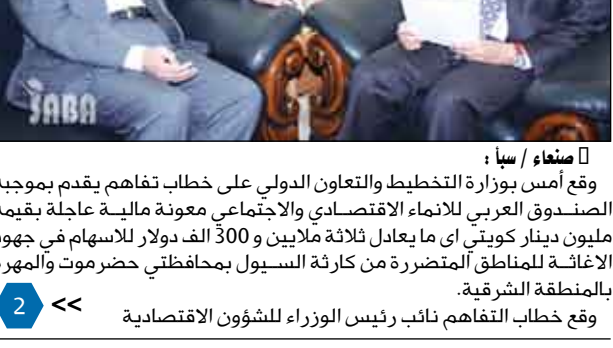 SABA
صنعاء / سبأ :
وقع أمس بوزارة التخطيط والتعاون الدولي على خطاب تفاهم يقدم بموجبه
الصندوق العربي للانماء الاقتصادي والاجتماعي معونة مالية عاجلة بقيمة
مليون دينار كويتي اى ما يعادل ثلاثة ملايين و 300 الف دولار للاسهام في جهود
الاغاثة للمناطق المتضررة من كارثة السيول بمحافظتي حضرموت والمهرة
بالمنطقة الشرقية.
وقع خطاب التفاهم نائب رئيس الوزراء للشؤون الاقتصادية >> 2